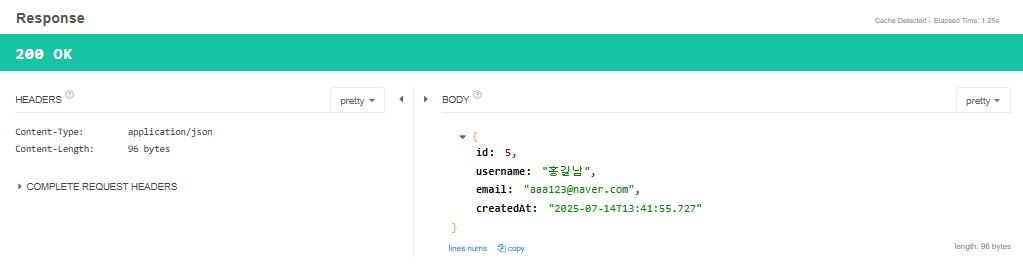 Response
Cache Detected - Elapsed Time: 1.25s
200 OK
HEADERS ?
pretty
Content-Type: application/json
Content-Length: 96 bytes
COMPLETE REQUEST HEADERS
BODY ?
pretty
{
id: 5,
username: "홍길남",
email: "aaa123@naver.com",
createdAt: "2025-07-14T13:41:55.727"
}
lines nums copy
length: 96 bytes